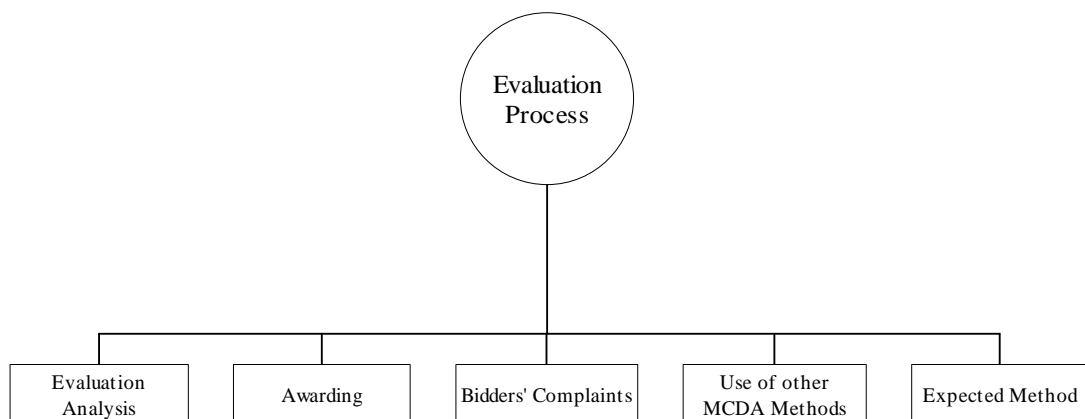 Evaluation
Process
Evaluation
Analysis
Awarding
Bidders' Complaints
Use of other
MCDA Methods
Expected Method